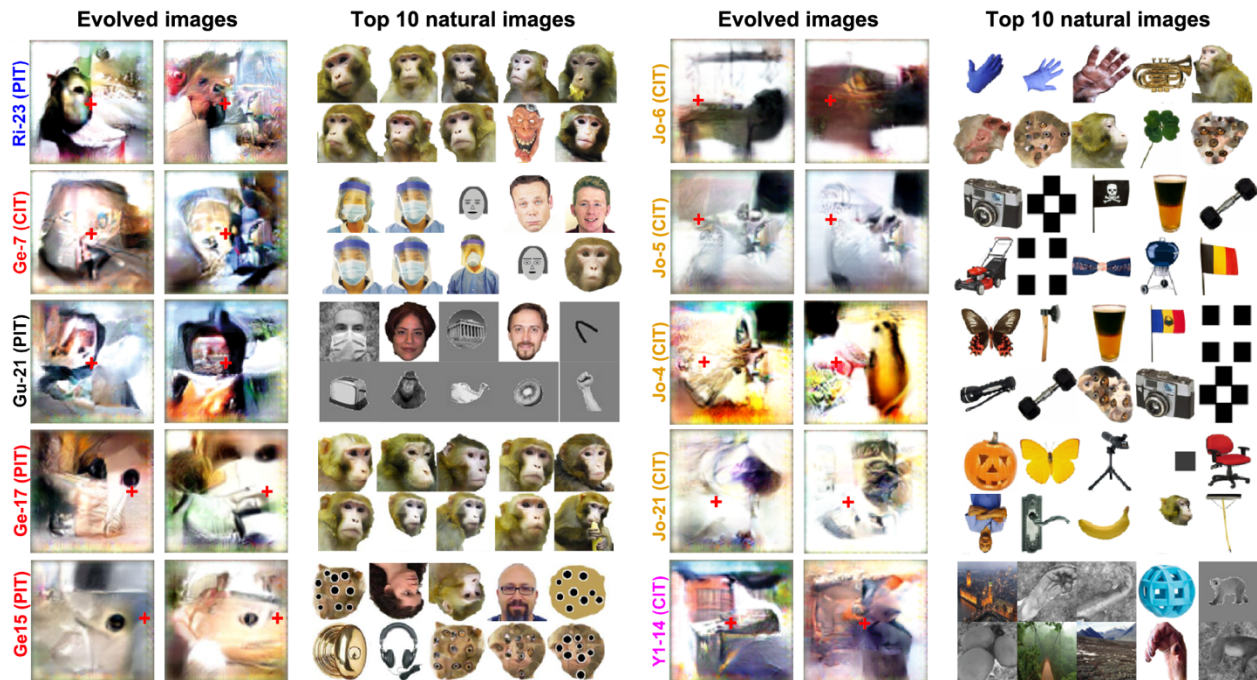 Evolved images
Top 10 natural images
Evolved images
Top 10 natural images
Ri-23 (PIT)
Ge-7 (CIT)
Gu-21 (PIT)
Ge-17 (PIT)
Ge15 (PIT)
Jo-6 (CIT)
Jo-5 (CIT)
Jo-4 (CIT)
Jo-21 (CIT)
Y1-14 (CIT)